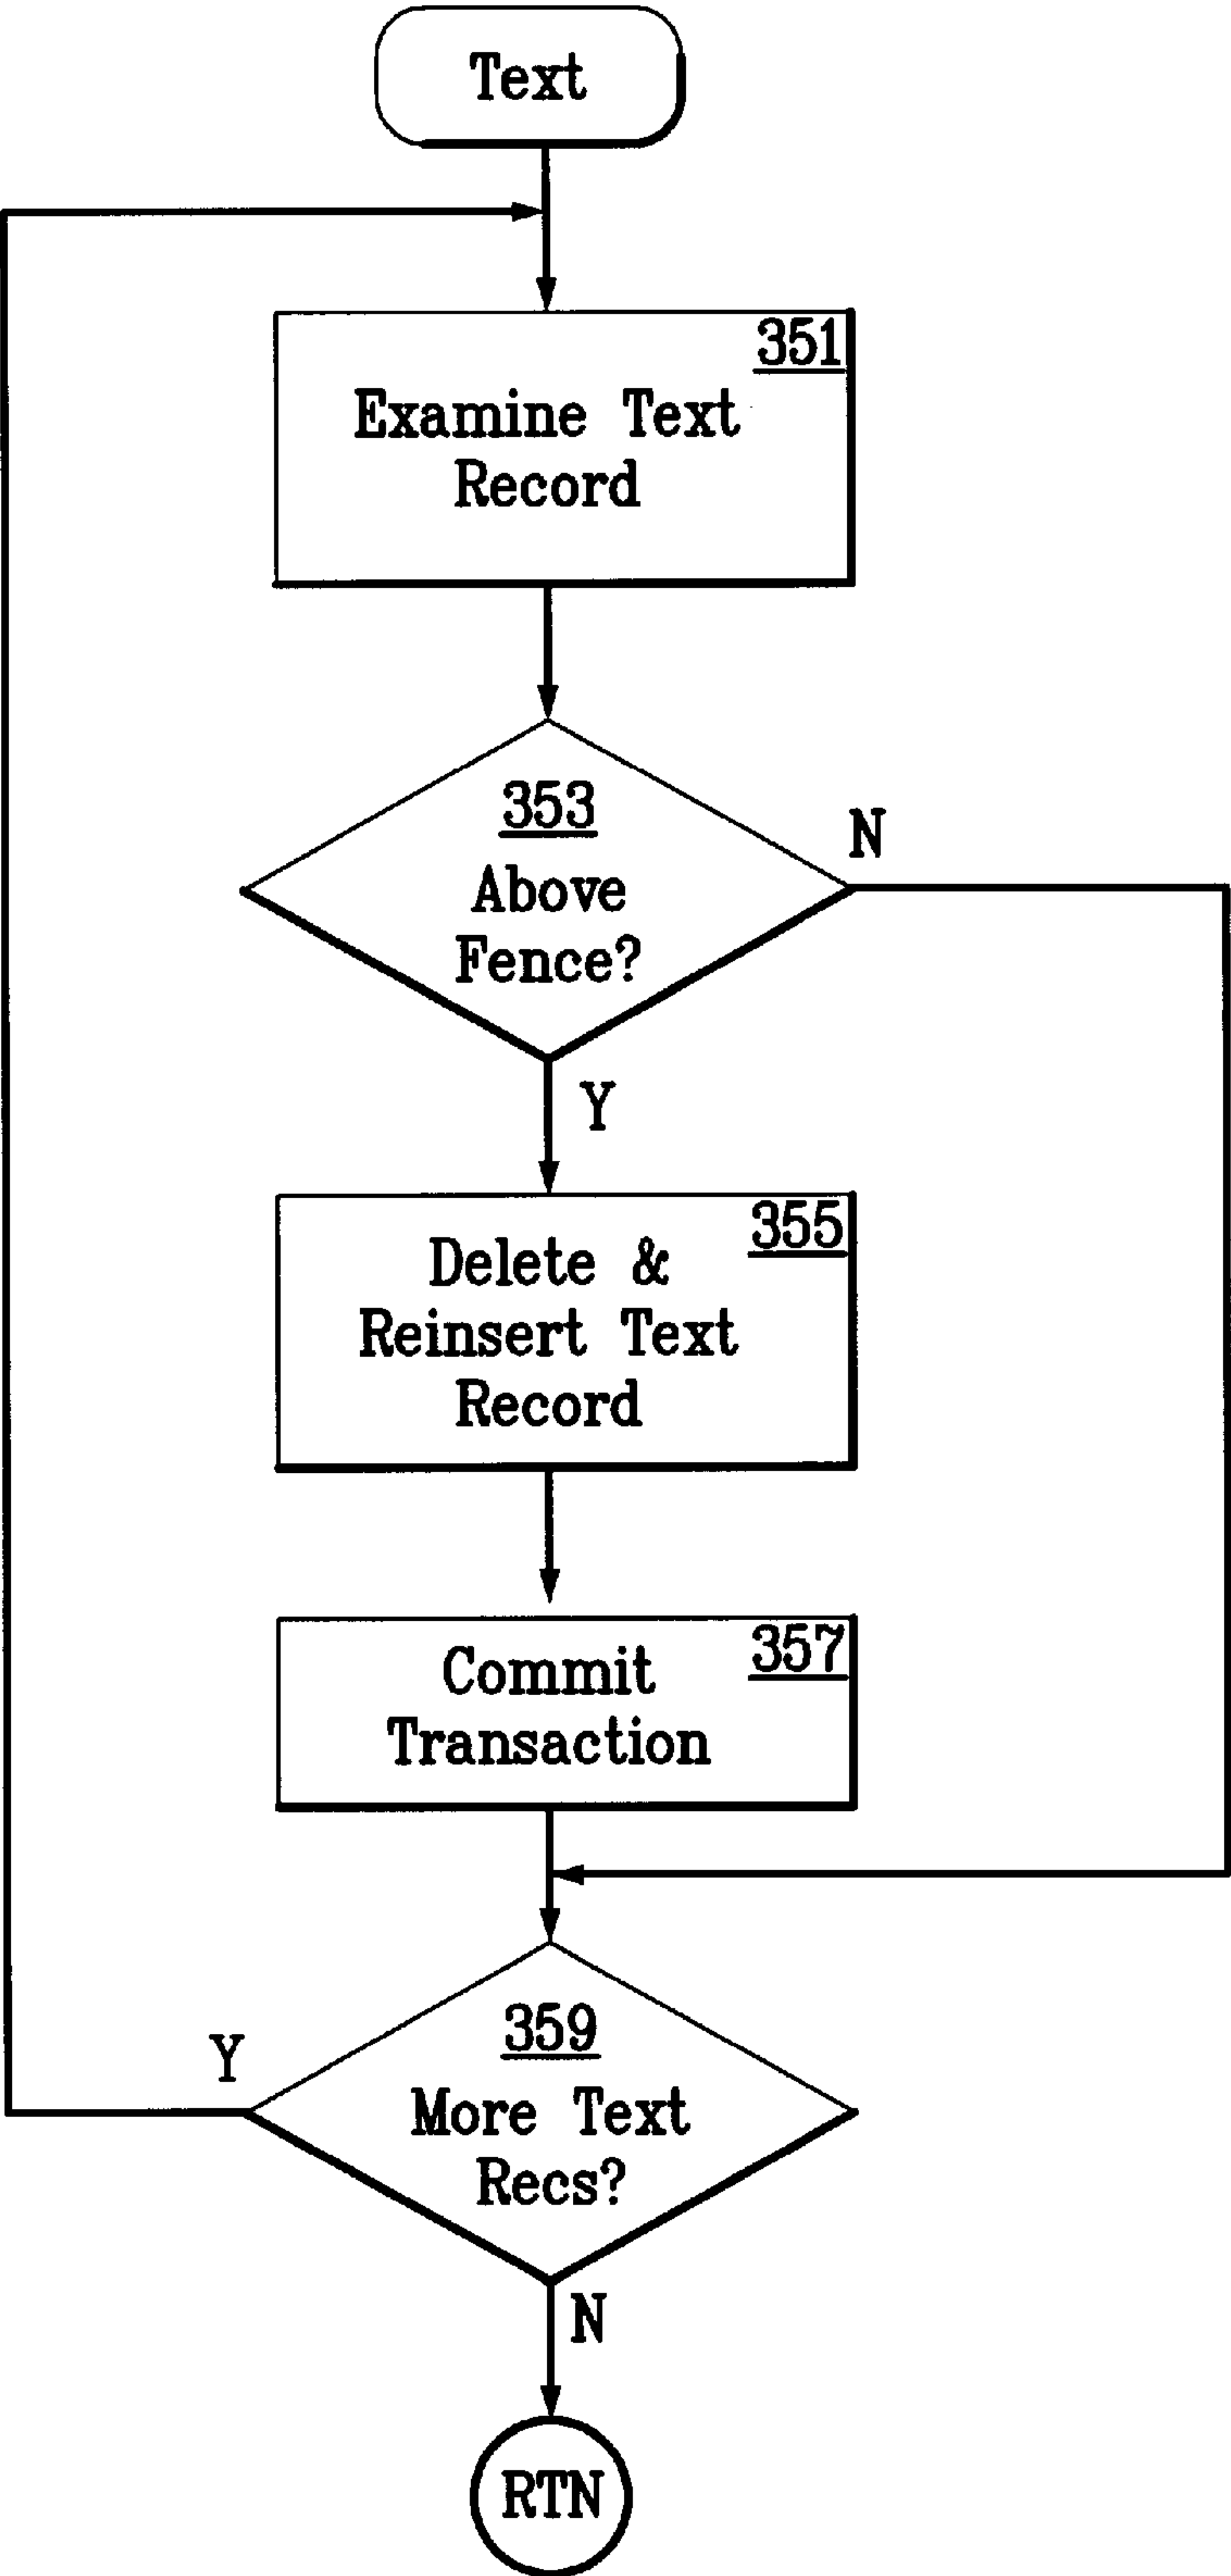 Text
351
Examine Text
Record
353
N
Above
Fence?
Y
355
Delete &
Reinsert Text
Record
357
Commit
Transaction
359
Y
More Text
Recs?
N
RTN